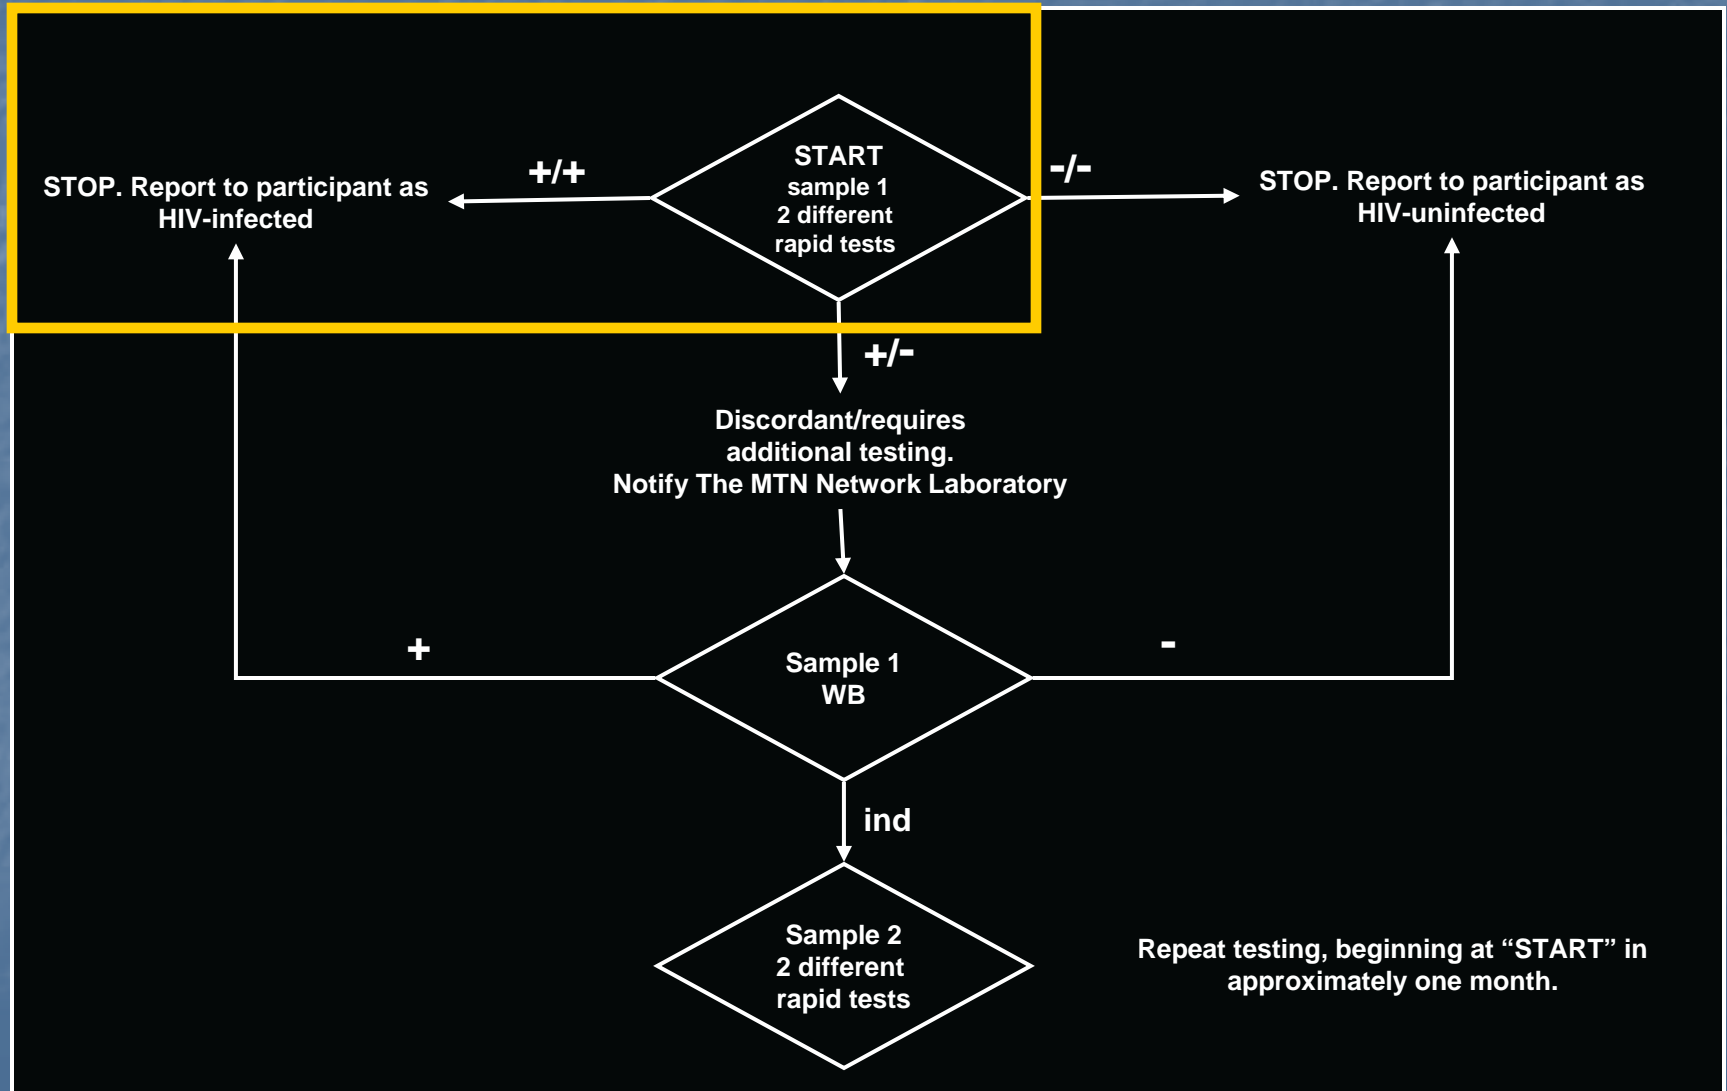 STOP. Report to participant as
HIV-infected
+/+
START
sample 1
2 different
rapid tests
-/-
STOP. Report to participant as
HIV-uninfected
+/-
Discordant/requires
additional testing.
Notify The MTN Network Laboratory
+
Sample 1
WB
-
ind
Sample 2
2 different
rapid tests
Repeat testing, beginning at “START” in
approximately one month.